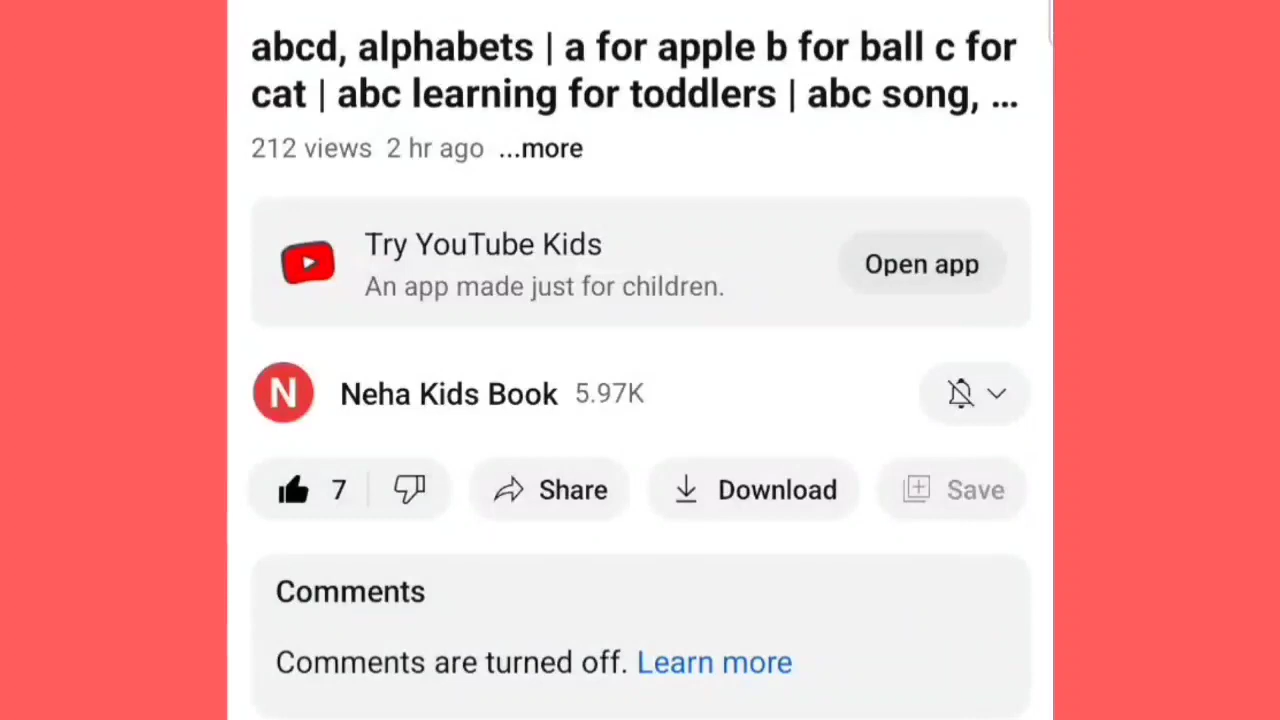 abcd, alphabets | a for apple b for ball c for
cat | abc learning for toddlers | abc song, ...
212 views 2 hr ago ...more
Try YouTube Kids
An app made just for children.
Open app
N
Neha Kids Book 5.97K
7
Share
Download
Save
Comments
Comments are turned off. Learn more